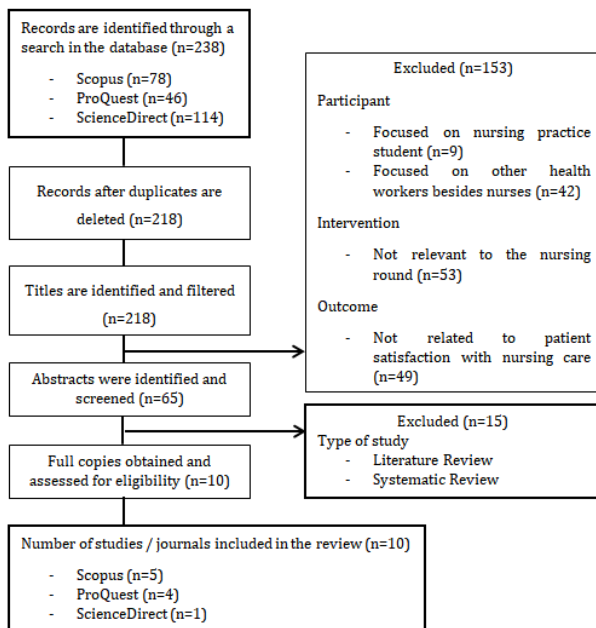 Records are identified through a
search in the database (n=238)
- Scopus (n=78)
- ProQuest (n=46)
- ScienceDirect (n=114)
Records after duplicates are
deleted (n=218)
Titles are identified and filtered
(n=218)
Abstracts were identified and
screened (n=65)
Full copies obtained and
assessed for eligibility (n=10)
Number of studies / journals included in the review (n=10)
- Scopus (n=5)
- ProQuest (n=4)
- ScienceDirect (n=1)
Excluded (n=153)
Participant
- Focused on nursing practice
student (n=9)
- Focused on other health
workers besides nurses (n=42)
Intervention
- Not relevant to the nursing
round (n=53)
Outcome
- Not related to patient
satisfaction with nursing care
(n=49)
Excluded (n=15)
Type of study
- Literature Review
- Systematic Review